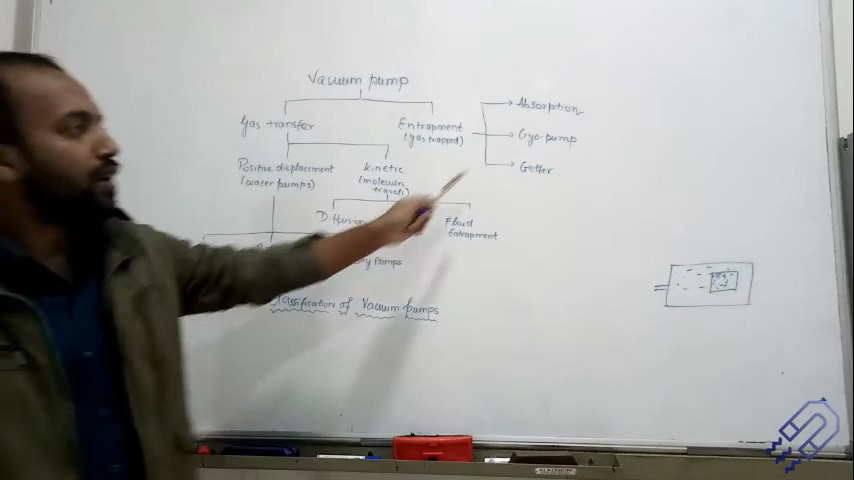 Vacuum pump
Gas transfer
Entrapment
(gas trapped)
Absorption
Cryo-pump
Getter
Positive displacement
(water pumps)
kinetic
(molecules
travels)
Fluid
Entrapment
Pumps
Classification of Vacuum pumps